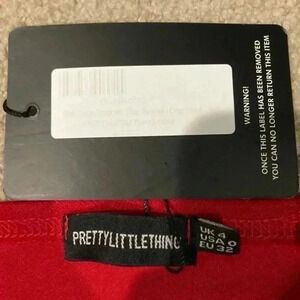 WARNING!
ONCE THIS LABEL HAS BEEN REMOVED
YOU CAN NO LONGER RETURN THIS ITEM
PRETTYLITTLETHING
UK 4
USA 0
EU 32